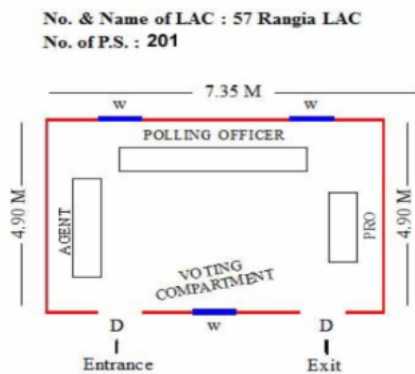 No. & Name of LAC : 57 Rangia LAC
No. of P.S. : 201
7.35 M
W
W
POLLING OFFICER
4.90 M
AGENT
PRO
4.90 M
VOTING
COMPARTMENT
D
W
D
Entrance
Exit